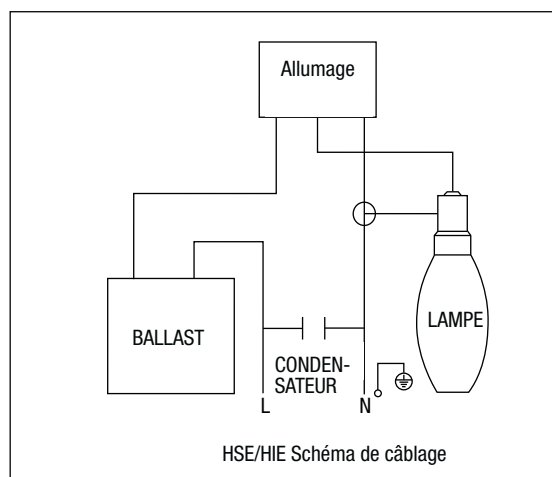 Allumage
BALLAST
LAMPE
CONDEN-
SATEUR
L
N
HSE/HIE Schéma de câblage